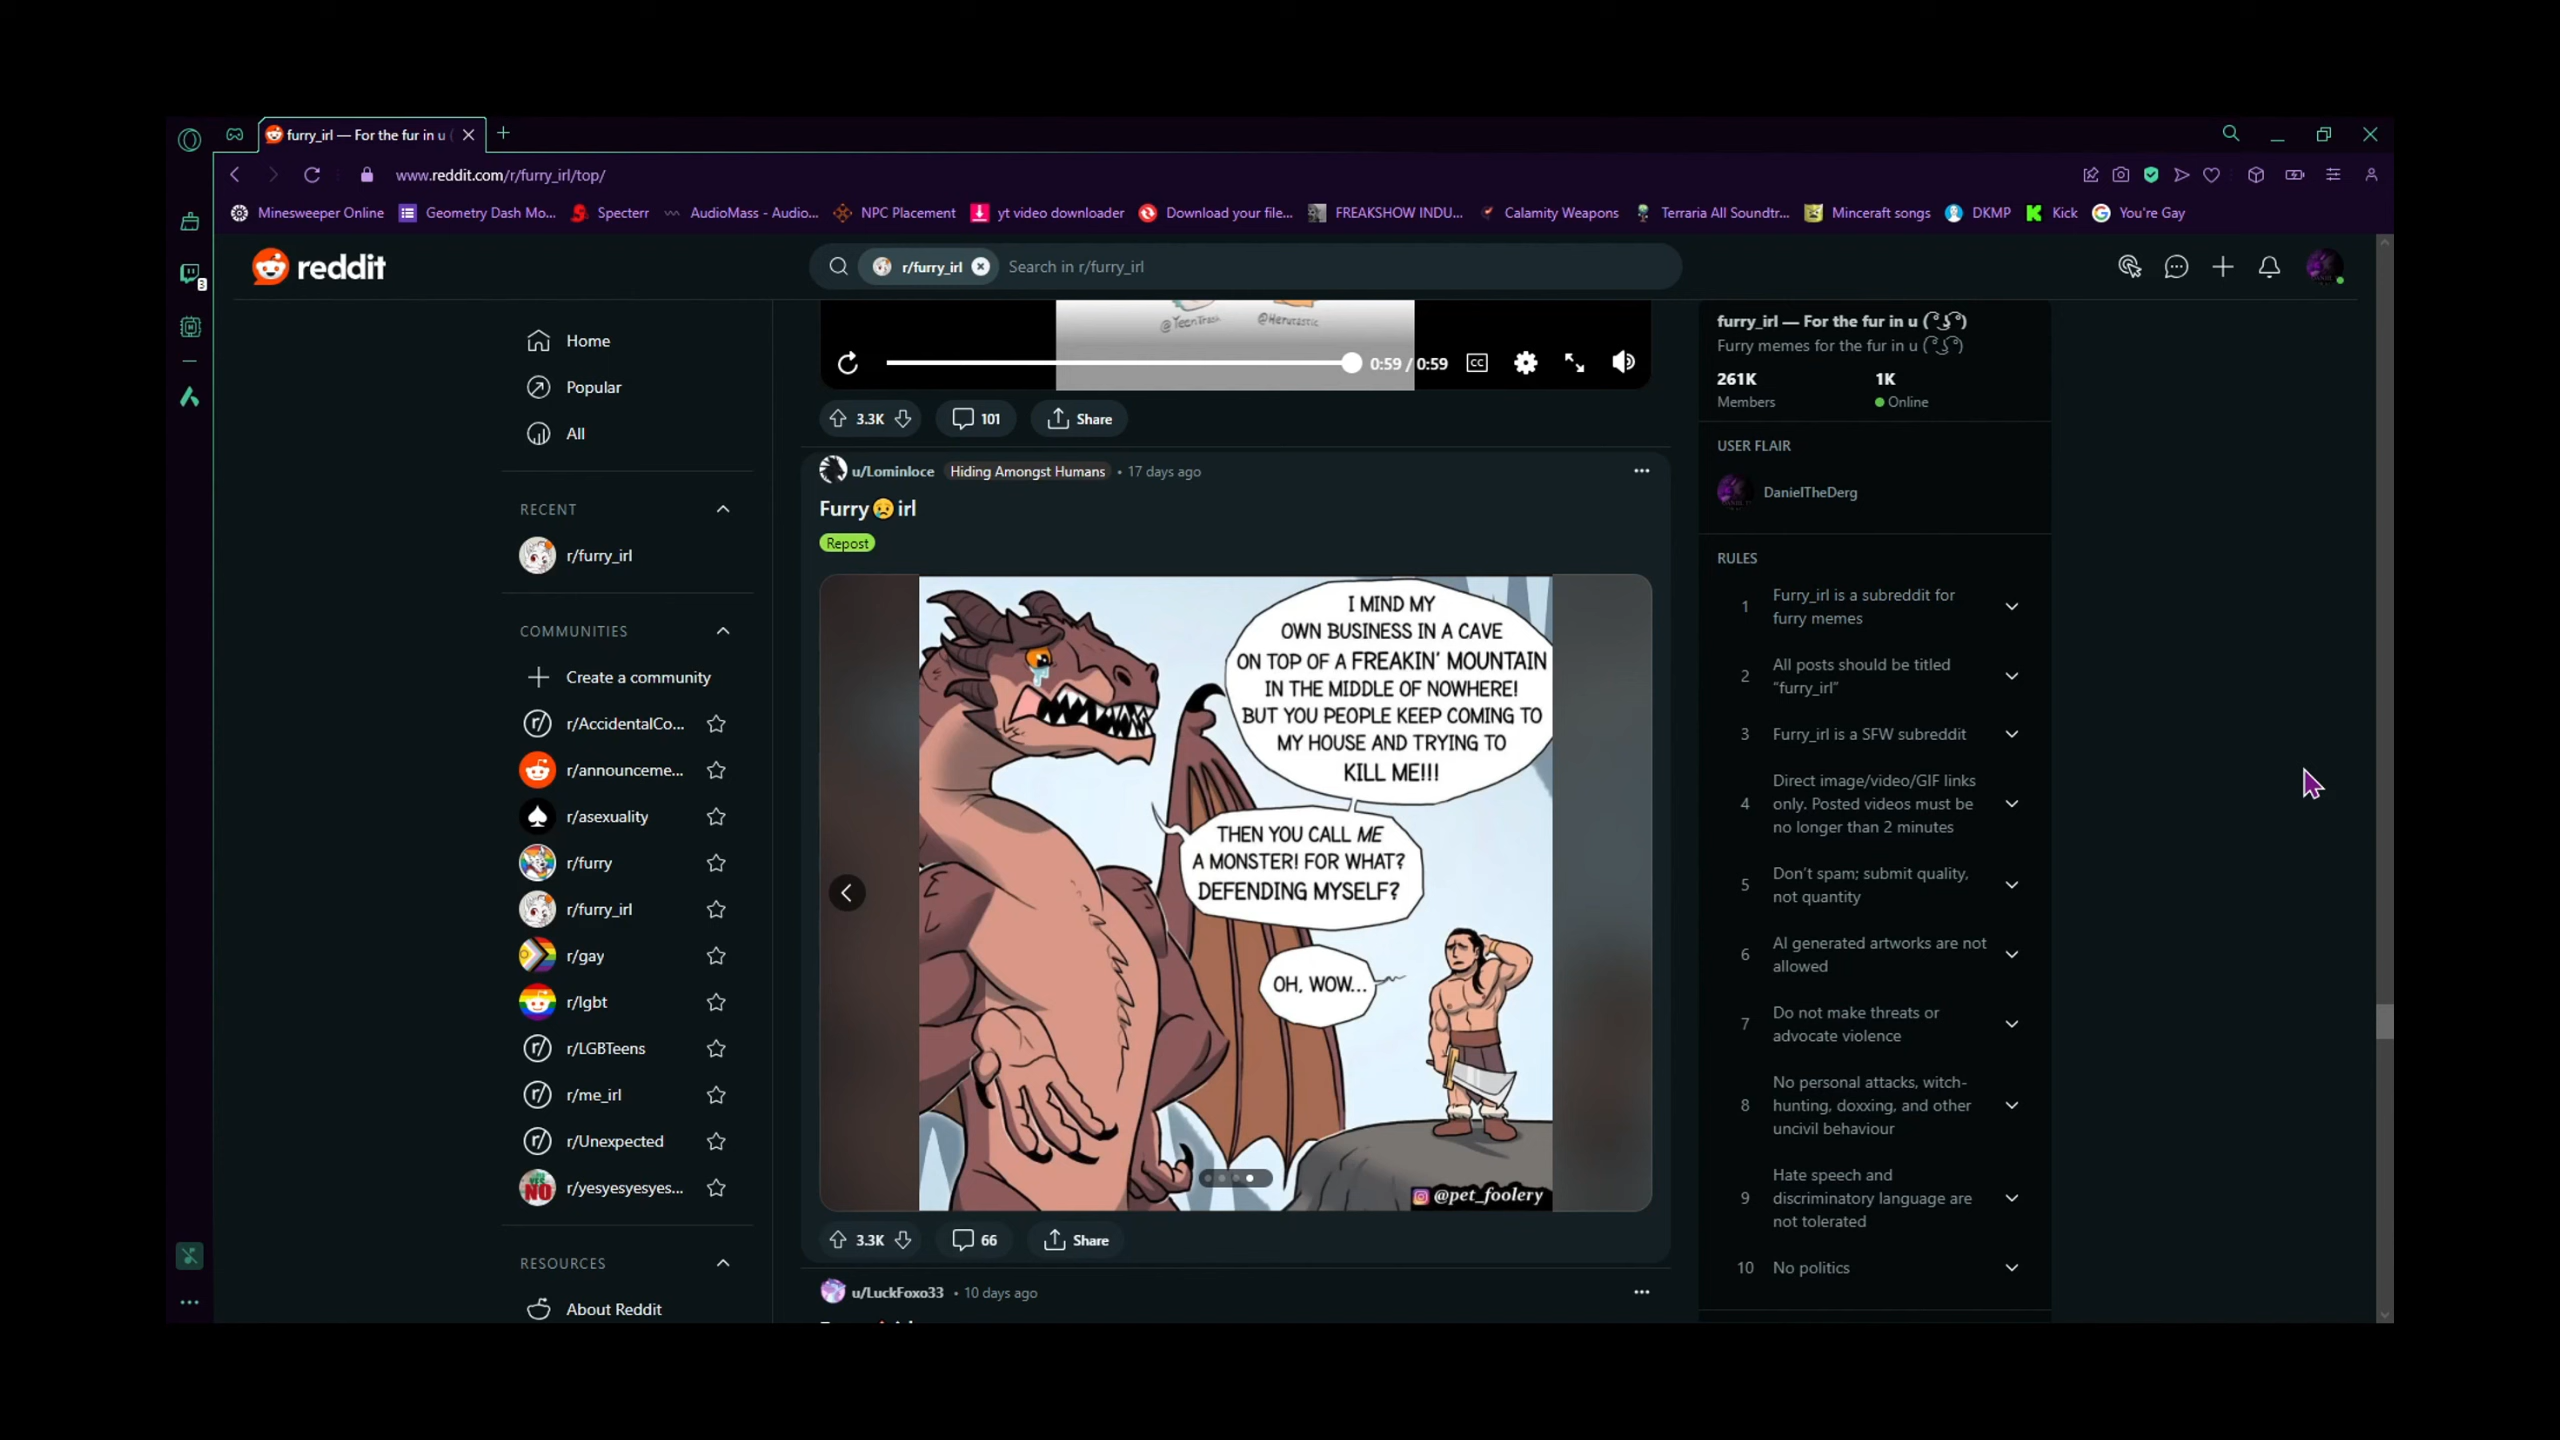 furry_irl — For the fur in u (
www.reddit.com/r/furry_irl/top/
Minesweeper Online
Geometry Dash Mo...
Specterr
AudioMass - Audio...
NPC Placement
yt video downloader
Download your file...
FREAKSHOW INDU...
Calamity Weapons
Terraria All Soundtr...
Minceraft songs
DKMP
Kick
You're Gay
3
reddit
r/furry_irl
Search in r/furry_irl
Home
Popular
All
RECENT
r/furry_irl
COMMUNITIES
Create a community
r/AccidentalCo...
r/announceme...
r/asexuality
r/furry
r/furry_irl
r/gay
r/lgbt
r/LGBTeens
r/me_irl
r/Unexpected
NO
r/yesyesyesyes...
RESOURCES
About Reddit
@TeenTrash
@Herutastic
0:59 / 0:59
CC
3.3K
101
Share
u/Lominloce
Hiding Amongst Humans
• 17 days ago
Furry😢irl
Repost
I MIND MY
OWN BUSINESS IN A CAVE
ON TOP OF A FREAKIN' MOUNTAIN
IN THE MIDDLE OF NOWHERE!
BUT YOU PEOPLE KEEP COMING TO
MY HOUSE AND TRYING TO
KILL ME!!!
THEN YOU CALL ME
A MONSTER! FOR WHAT?
DEFENDING MYSELF?
OH, WOW...
@pet_foolery
3.3K
66
Share
u/LuckFoxo33
• 10 days ago
furry_irl — For the fur in u ( ͡° ͜ʖ ͡°)
Furry memes for the fur in u ( ͡° ͜ʖ ͡°)
261K
Members
1K
Online
USER FLAIR
DanielTheDerg
RULES
1
Furry_irl is a subreddit for
furry memes
2
All posts should be titled
“furry_irl”
3
Furry_irl is a SFW subreddit
4
Direct image/video/GIF links
only. Posted videos must be
no longer than 2 minutes
5
Don’t spam; submit quality,
not quantity
6
AI generated artworks are not
allowed
7
Do not make threats or
advocate violence
8
No personal attacks, witch-
hunting, doxxing, and other
uncivil behaviour
9
Hate speech and
discriminatory language are
not tolerated
10
No politics